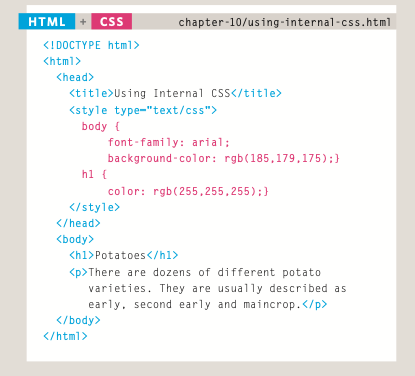 HTML + CSS chapter-10/using-internal-css.html
<!DOCTYPE html>
<html>
<head>
<title>Using Internal CSS</title>
<style type="text/css">
body {
font-family: arial;
background-color: rgb(185,179,175);}
h1 {
color: rgb(255,255,255);}
</style>
</head>
<body>
<h1>Potatoes</h1>
<p>There are dozens of different potato
varieties. They are usually described as
early, second early and maincrop.</p>
</body>
</html>